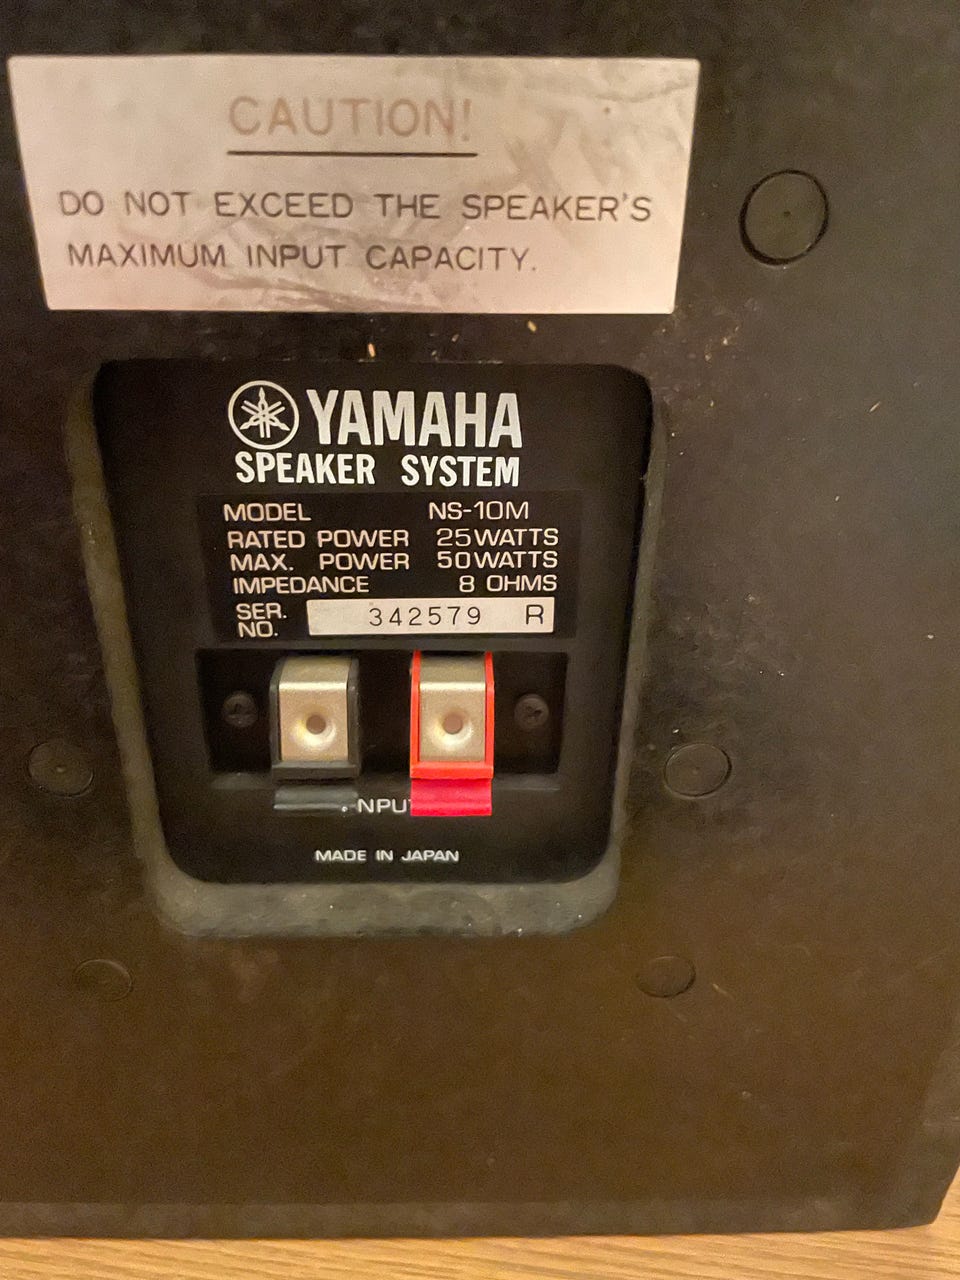 CAUTION!
DO NOT EXCEED THE SPEAKER'S
MAXIMUM INPUT CAPACITY.
YAMAHA
SPEAKER SYSTEM
MODEL NS-10M
RATED POWER 25WATTS
MAX. POWER 50WATTS
IMPEDANCE 8 OHMS
SER. NO. 342579 R
INPUT
MADE IN JAPAN